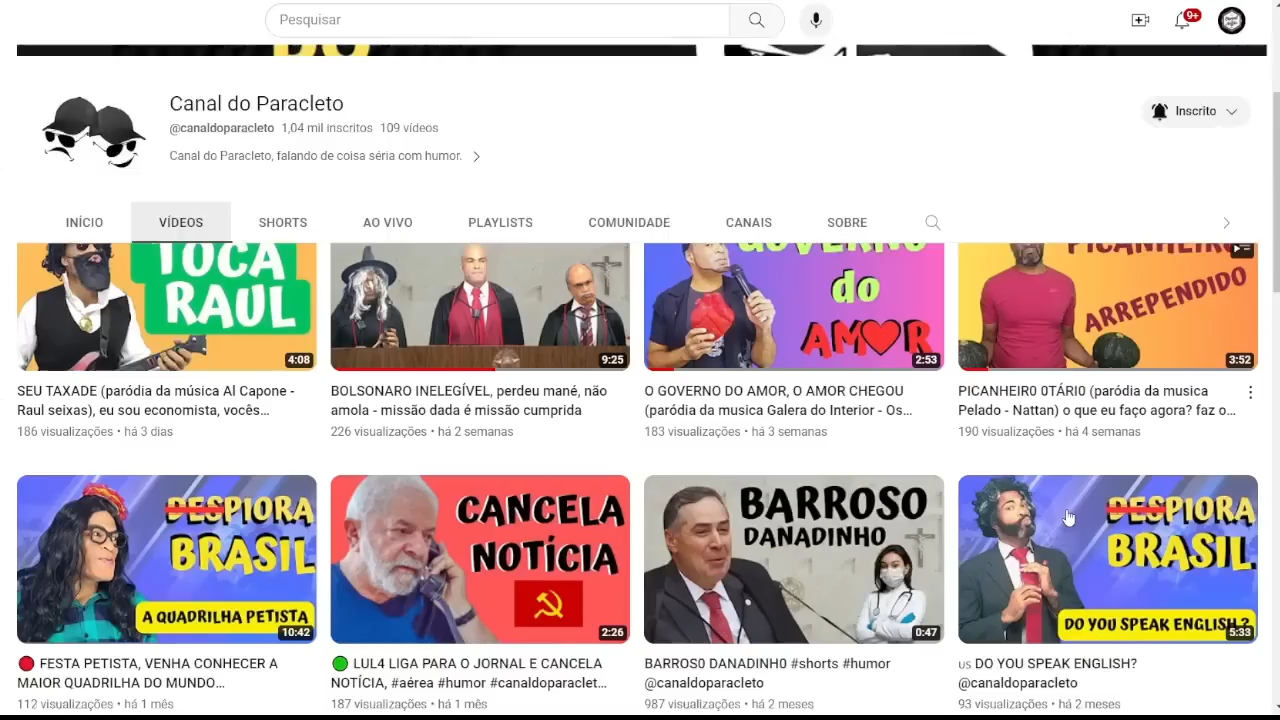 Pesquisar
9+
DO
Canal do Paracleto
@canaldoparacleto 1,04 mil inscritos 109 vídeos
Canal do Paracleto, falando de coisa séria com humor.
Inscrito
INÍCIO VÍDEOS SHORTS AO VIVO PLAYLISTS COMUNIDADE CANAIS SOBRE
TOCA
RAUL
4:08
9:25
GOVERNO
do
AMOR
2:53
PICANHEIRO
ARREPENDIDO
3:52
SEU TAXADE (paródia da música Al Capone -
Raul seixas), eu sou economista, vocês...
186 visualizações • há 3 dias
BOLSONARO INELEGÍVEL, perdeu mané, não
amola - missão dada é missão cumprida
226 visualizações • há 2 semanas
O GOVERNO DO AMOR, O AMOR CHEGOU
(paródia da musica Galera do Interior - Os...
183 visualizações • há 3 semanas
PICANHEIR0 0TÁRI0 (paródia da musica
Pelado - Nattan) o que eu faço agora? faz o...
190 visualizações • há 4 semanas
DESPIORA
BRASIL
A QUADRILHA PETISTA
10:42
CANCELA
NOTÍCIA
2:26
BARROSO
DANADINHO
0:47
DESPIORA
BRASIL
DO YOU SPEAK ENGLISH ?
5:33
FESTA PETISTA, VENHA CONHECER A
MAIOR QUADRILHA DO MUNDO...
112 visualizações • há 1 mês
LUL4 LIGA PARA O JORNAL E CANCELA
NOTÍCIA, #aérea #humor #canaldoparaclet...
187 visualizações • há 1 mês
BARROS0 DANADINH0 #shorts #humor
@canaldoparacleto
987 visualizações • há 2 meses
us DO YOU SPEAK ENGLISH?
@canaldoparacleto
93 visualizações • há 2 meses